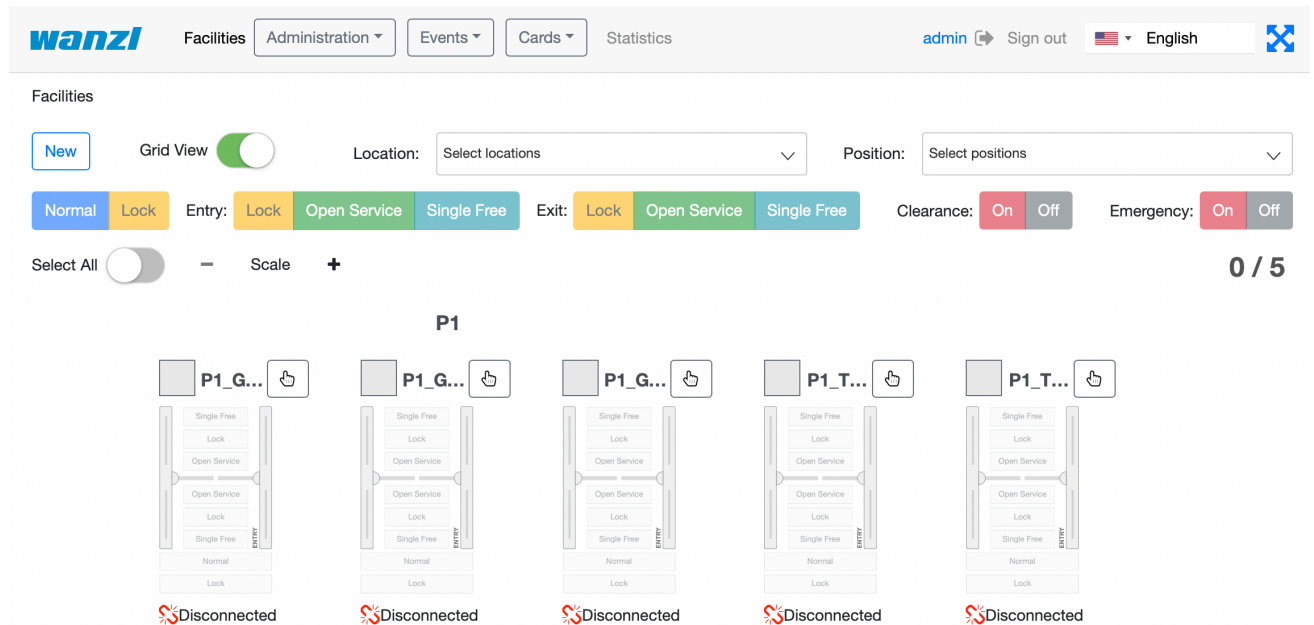 wanzl Facilities Administration Events Cards Statistics admin Sign out English
Facilities
New Grid View Location: Select locations Position: Select positions
Normal Lock Entry: Lock Open Service Single Free Exit: Lock Open Service Single Free Clearance: On Off Emergency: On Off
Select All Scale 0 / 5
P1
P1_G... P1_G... P1_G... P1_T... P1_T...
Single Free Single Free Single Free Single Free Single Free
Lock Lock Lock Lock Lock
Open Service Open Service Open Service Open Service Open Service
Open Service Open Service Open Service Open Service Open Service
Lock Lock Lock Lock Lock
Single Free ENTRY Single Free ENTRY Single Free ENTRY Single Free ENTRY Single Free ENTRY
Normal Normal Normal Normal Normal
Lock Lock Lock Lock Lock
Disconnected Disconnected Disconnected Disconnected Disconnected